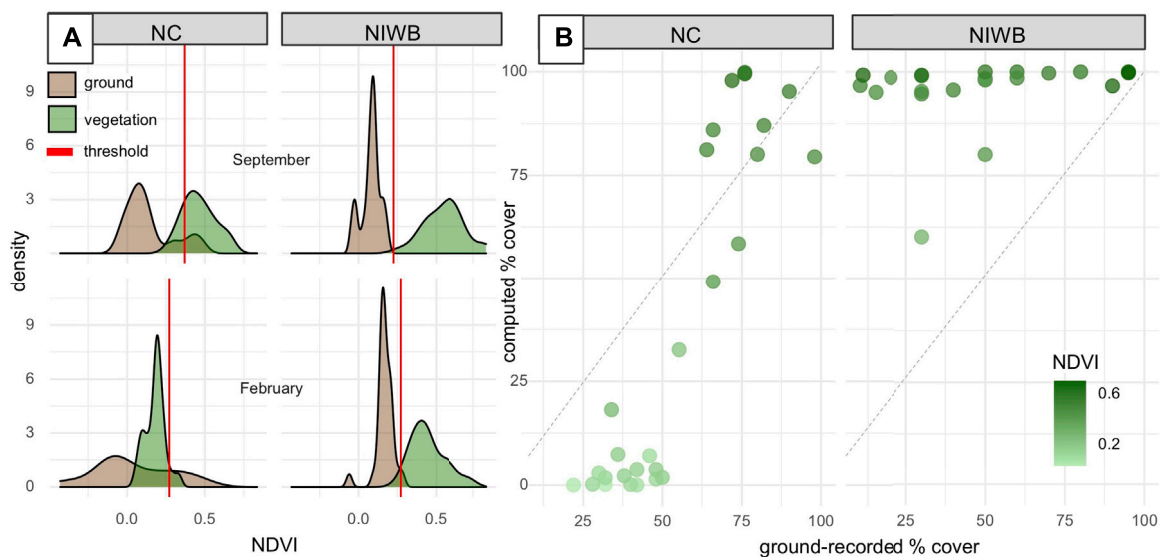 A
NC
NIWB
ground
vegetation
threshold
September
February
density
9
6
3
0
9
6
3
0
0.0
0.5
0.0
0.5
NDVI
B
NC
NIWB
computed % cover
100
75
25
0
NDVI
0.6
0.2
25
50
75
100
25
50
75
100
ground-recorded % cover